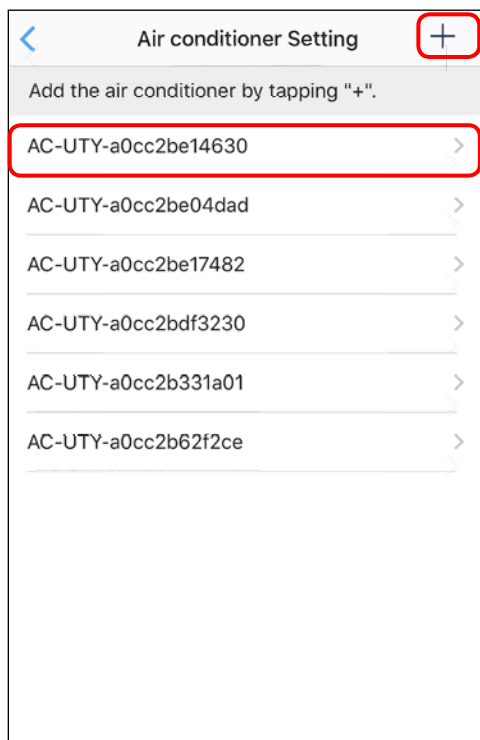 Air conditioner Setting
Add the air conditioner by tapping "+".
AC-UTY-a0cc2be14630
AC-UTY-a0cc2be04dad
AC-UTY-a0cc2be17482
AC-UTY-a0cc2bdf3230
AC-UTY-a0cc2b331a01
AC-UTY-a0cc2b62f2ce